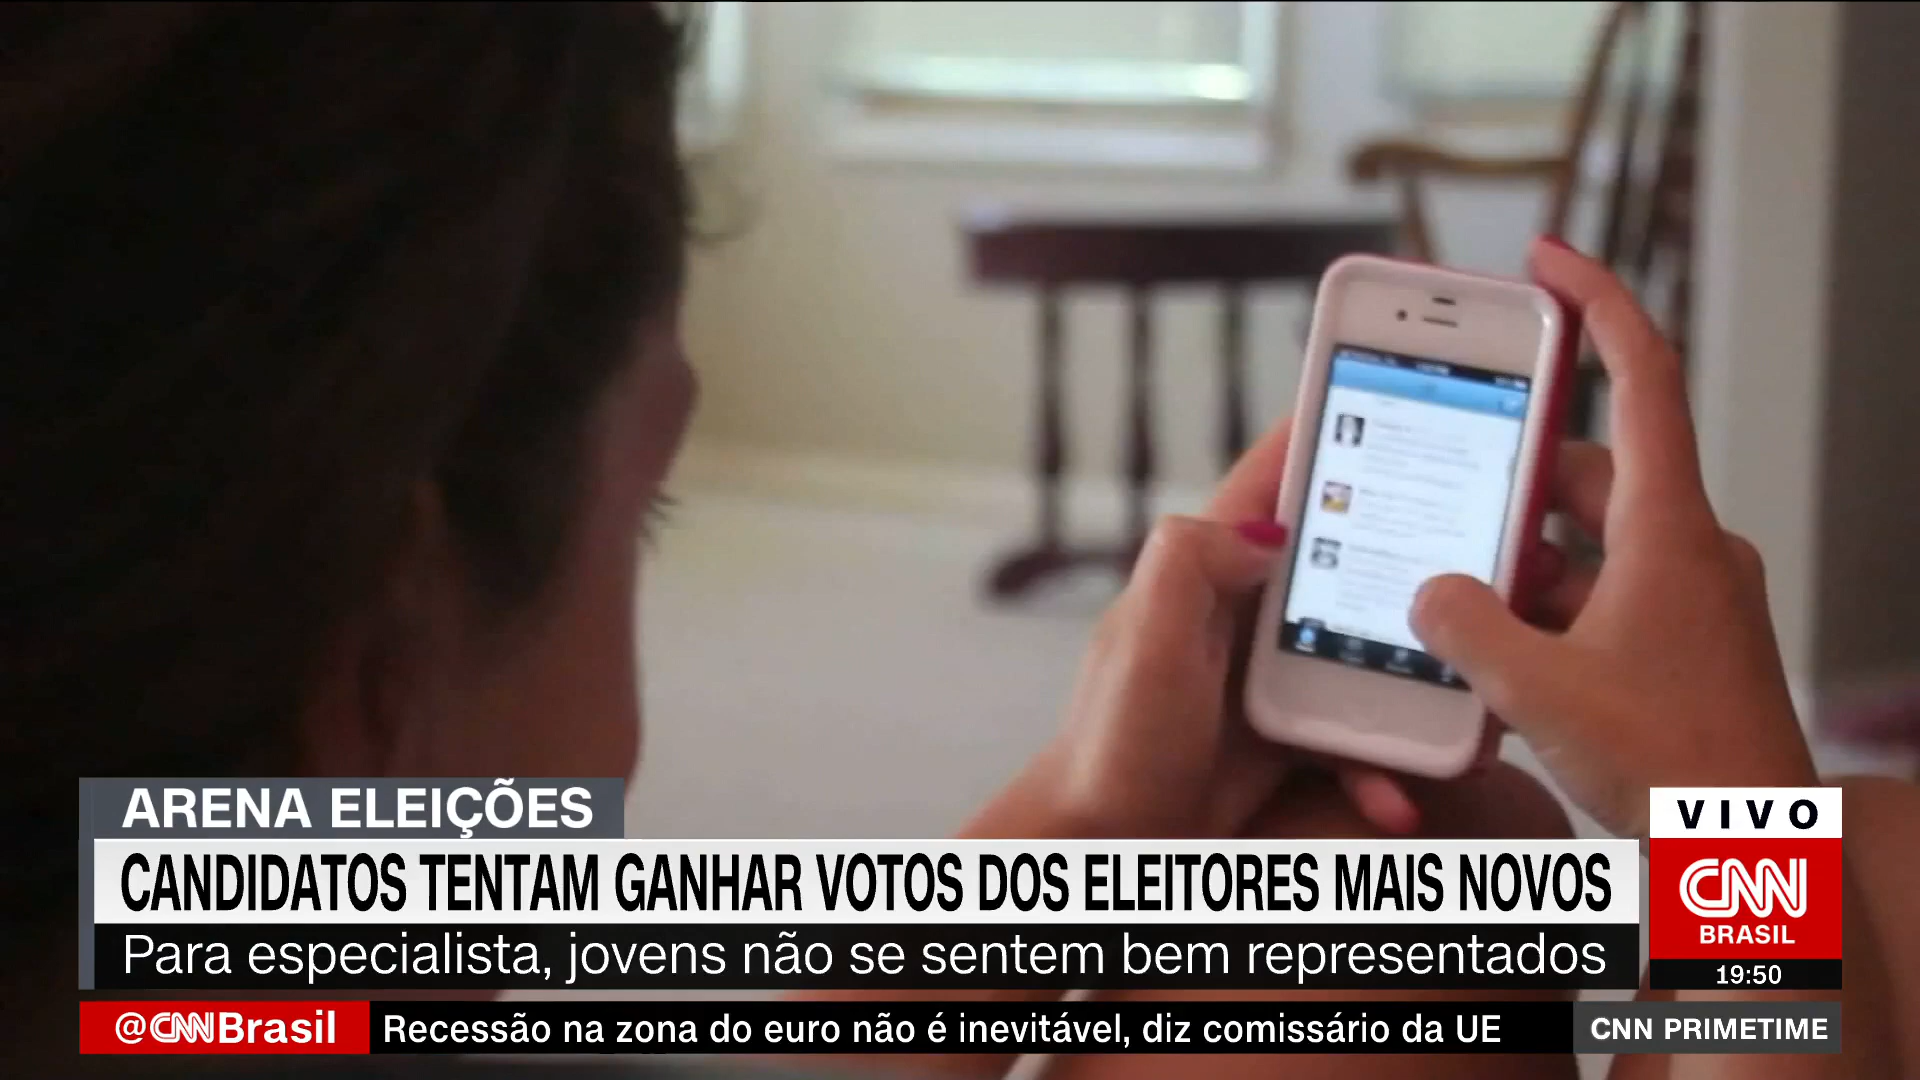 ARENA ELEIÇÕES
CANDIDATOS TENTAM GANHAR VOTOS DOS ELEITORES MAIS NOVOS
Para especialista, jovens não se sentem bem representados
VIVO
CNN
BRASIL
19:50
@CNNBrasil
Recessão na zona do euro não é inevitável, diz comissário da UE
CNN PRIMETIME